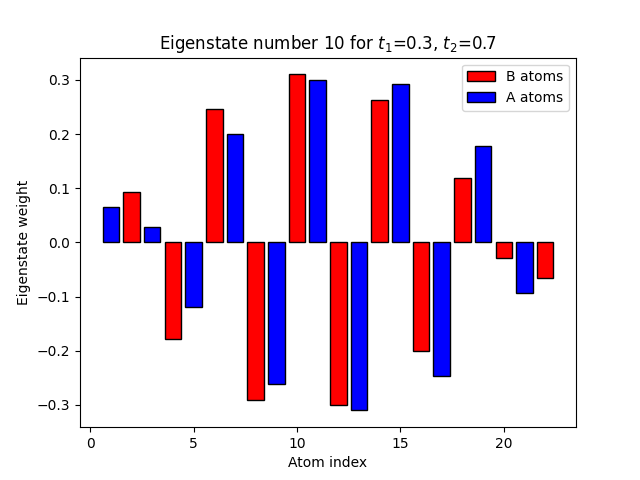 Eigenstate number 10 for t₁=0.3, t₂=0.7
B atoms
A atoms
Eigenstate weight
0.3
0.2
0.1
0.0
−0.1
−0.2
−0.3
0 5 10 15 20
Atom index